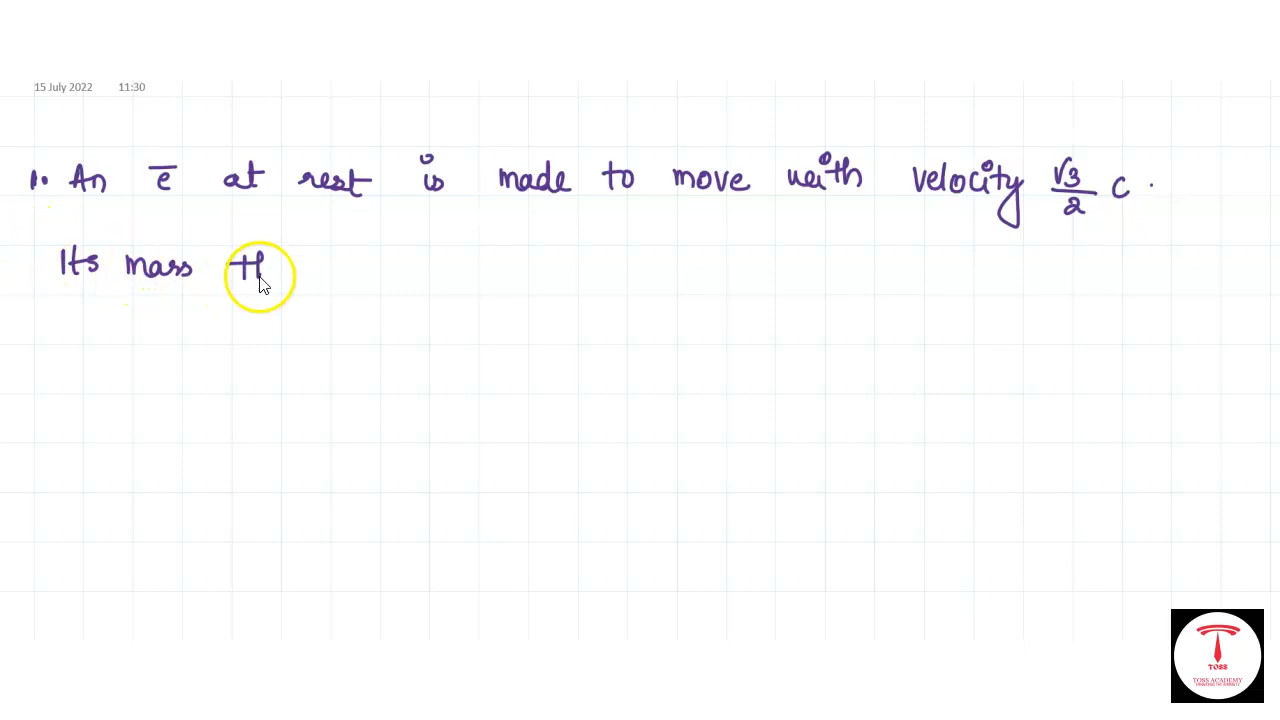 15 July 2022 11:30
1. An e̅ at rest is made to move with velocity √3/2 c.
Its mass
TOSS
TOSS ACADEMY